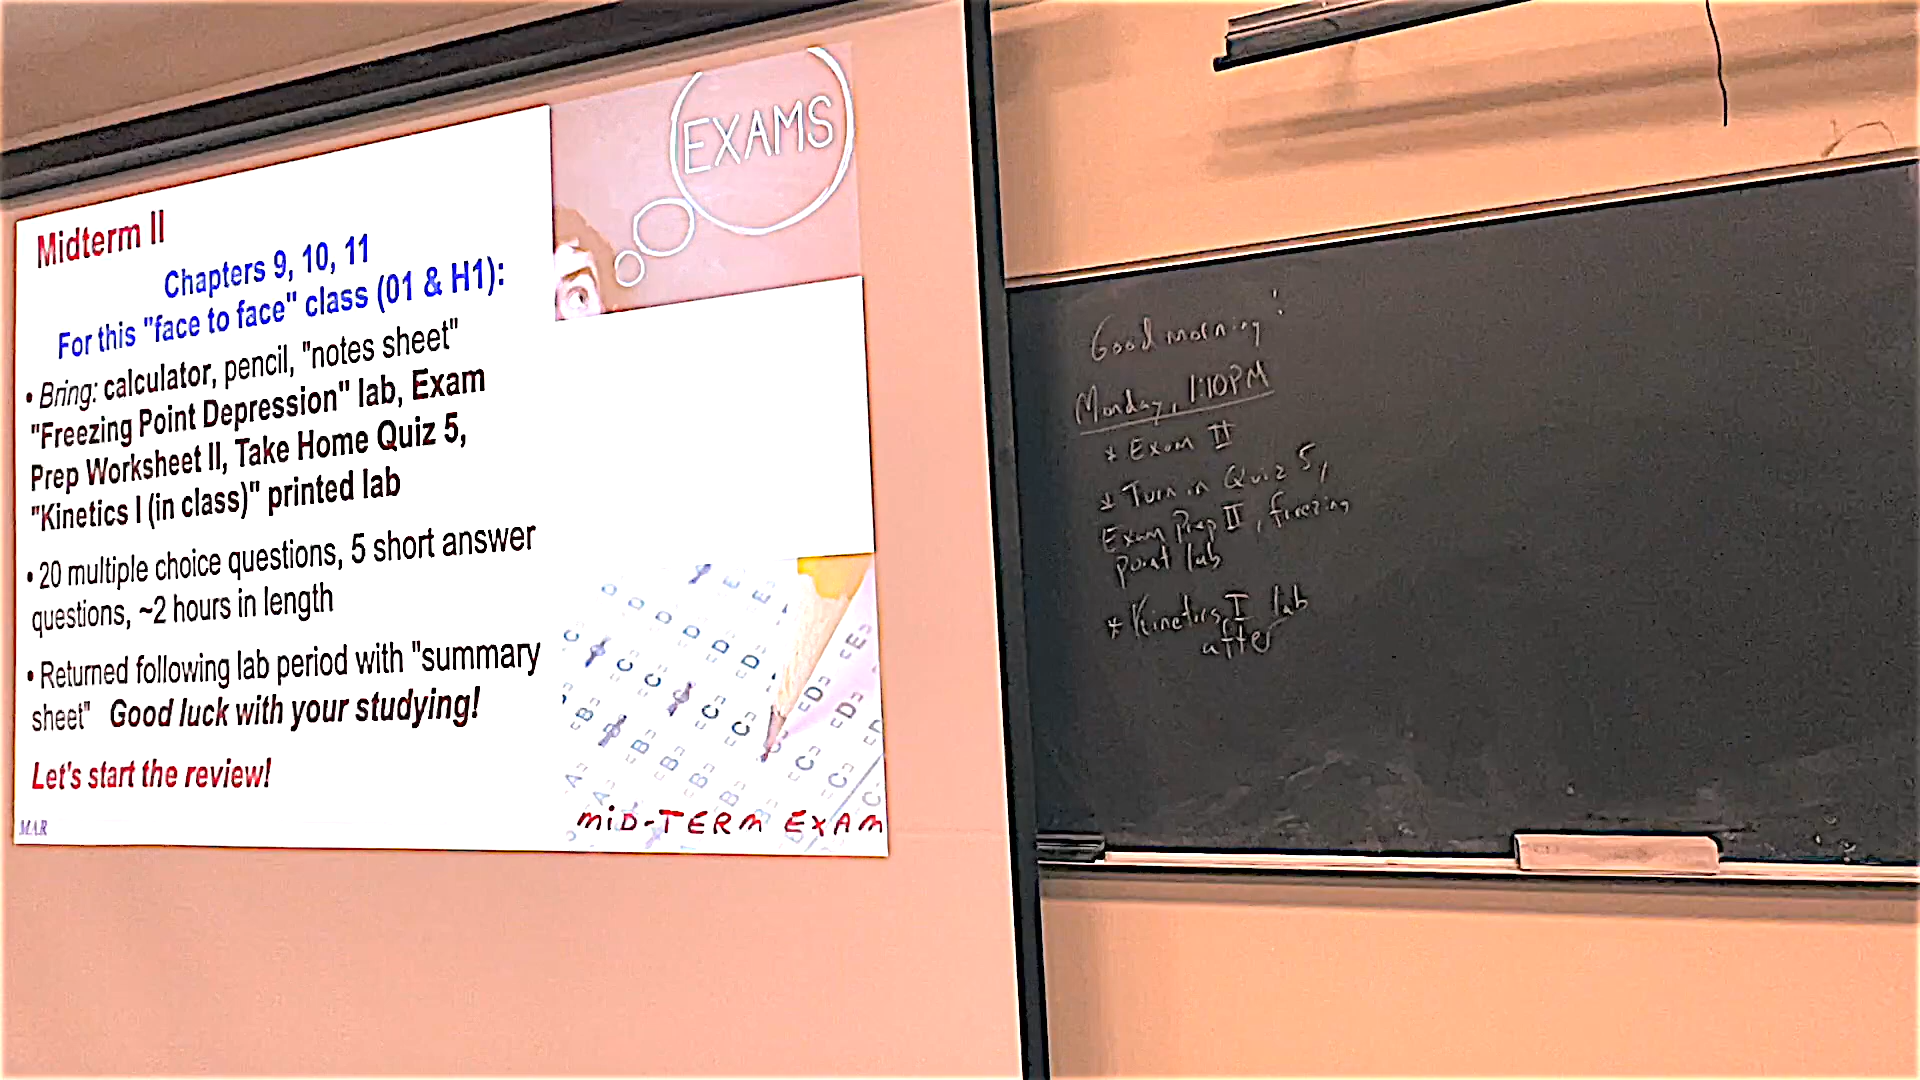 EXAMS
Midterm II
Chapters 9, 10, 11
For this "face to face" class (01 & H1):
• Bring: calculator, pencil, "notes sheet"
"Freezing Point Depression" lab, Exam
Prep Worksheet II, Take Home Quiz 5,
"Kinetics I (in class)" printed lab
• 20 multiple choice questions, 5 short answer
questions, ~2 hours in length
• Returned following lab period with "summary
sheet" Good luck with your studying!
Let's start the review!
MAR
MiD-TERM EXAM
Good morning!
Monday, 1:10PM
* Exam II
* Turn in Quiz 5,
Exam Prep II, freezing
point lab
* Kinetics I lab
after